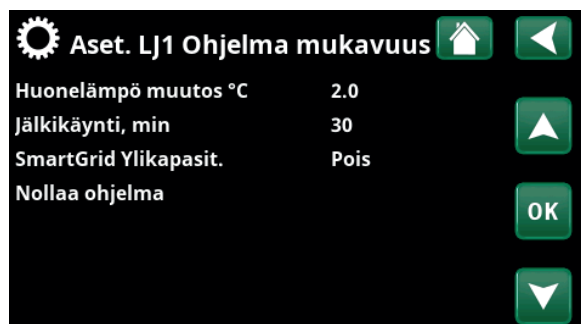 Aset. LJ1 Ohjelma mukavuus
Huonelämpö muutos °C 2.0
Jälkikäynti, min 30
SmartGrid Ylikapasit. Pois
Nollaa ohjelma
OK